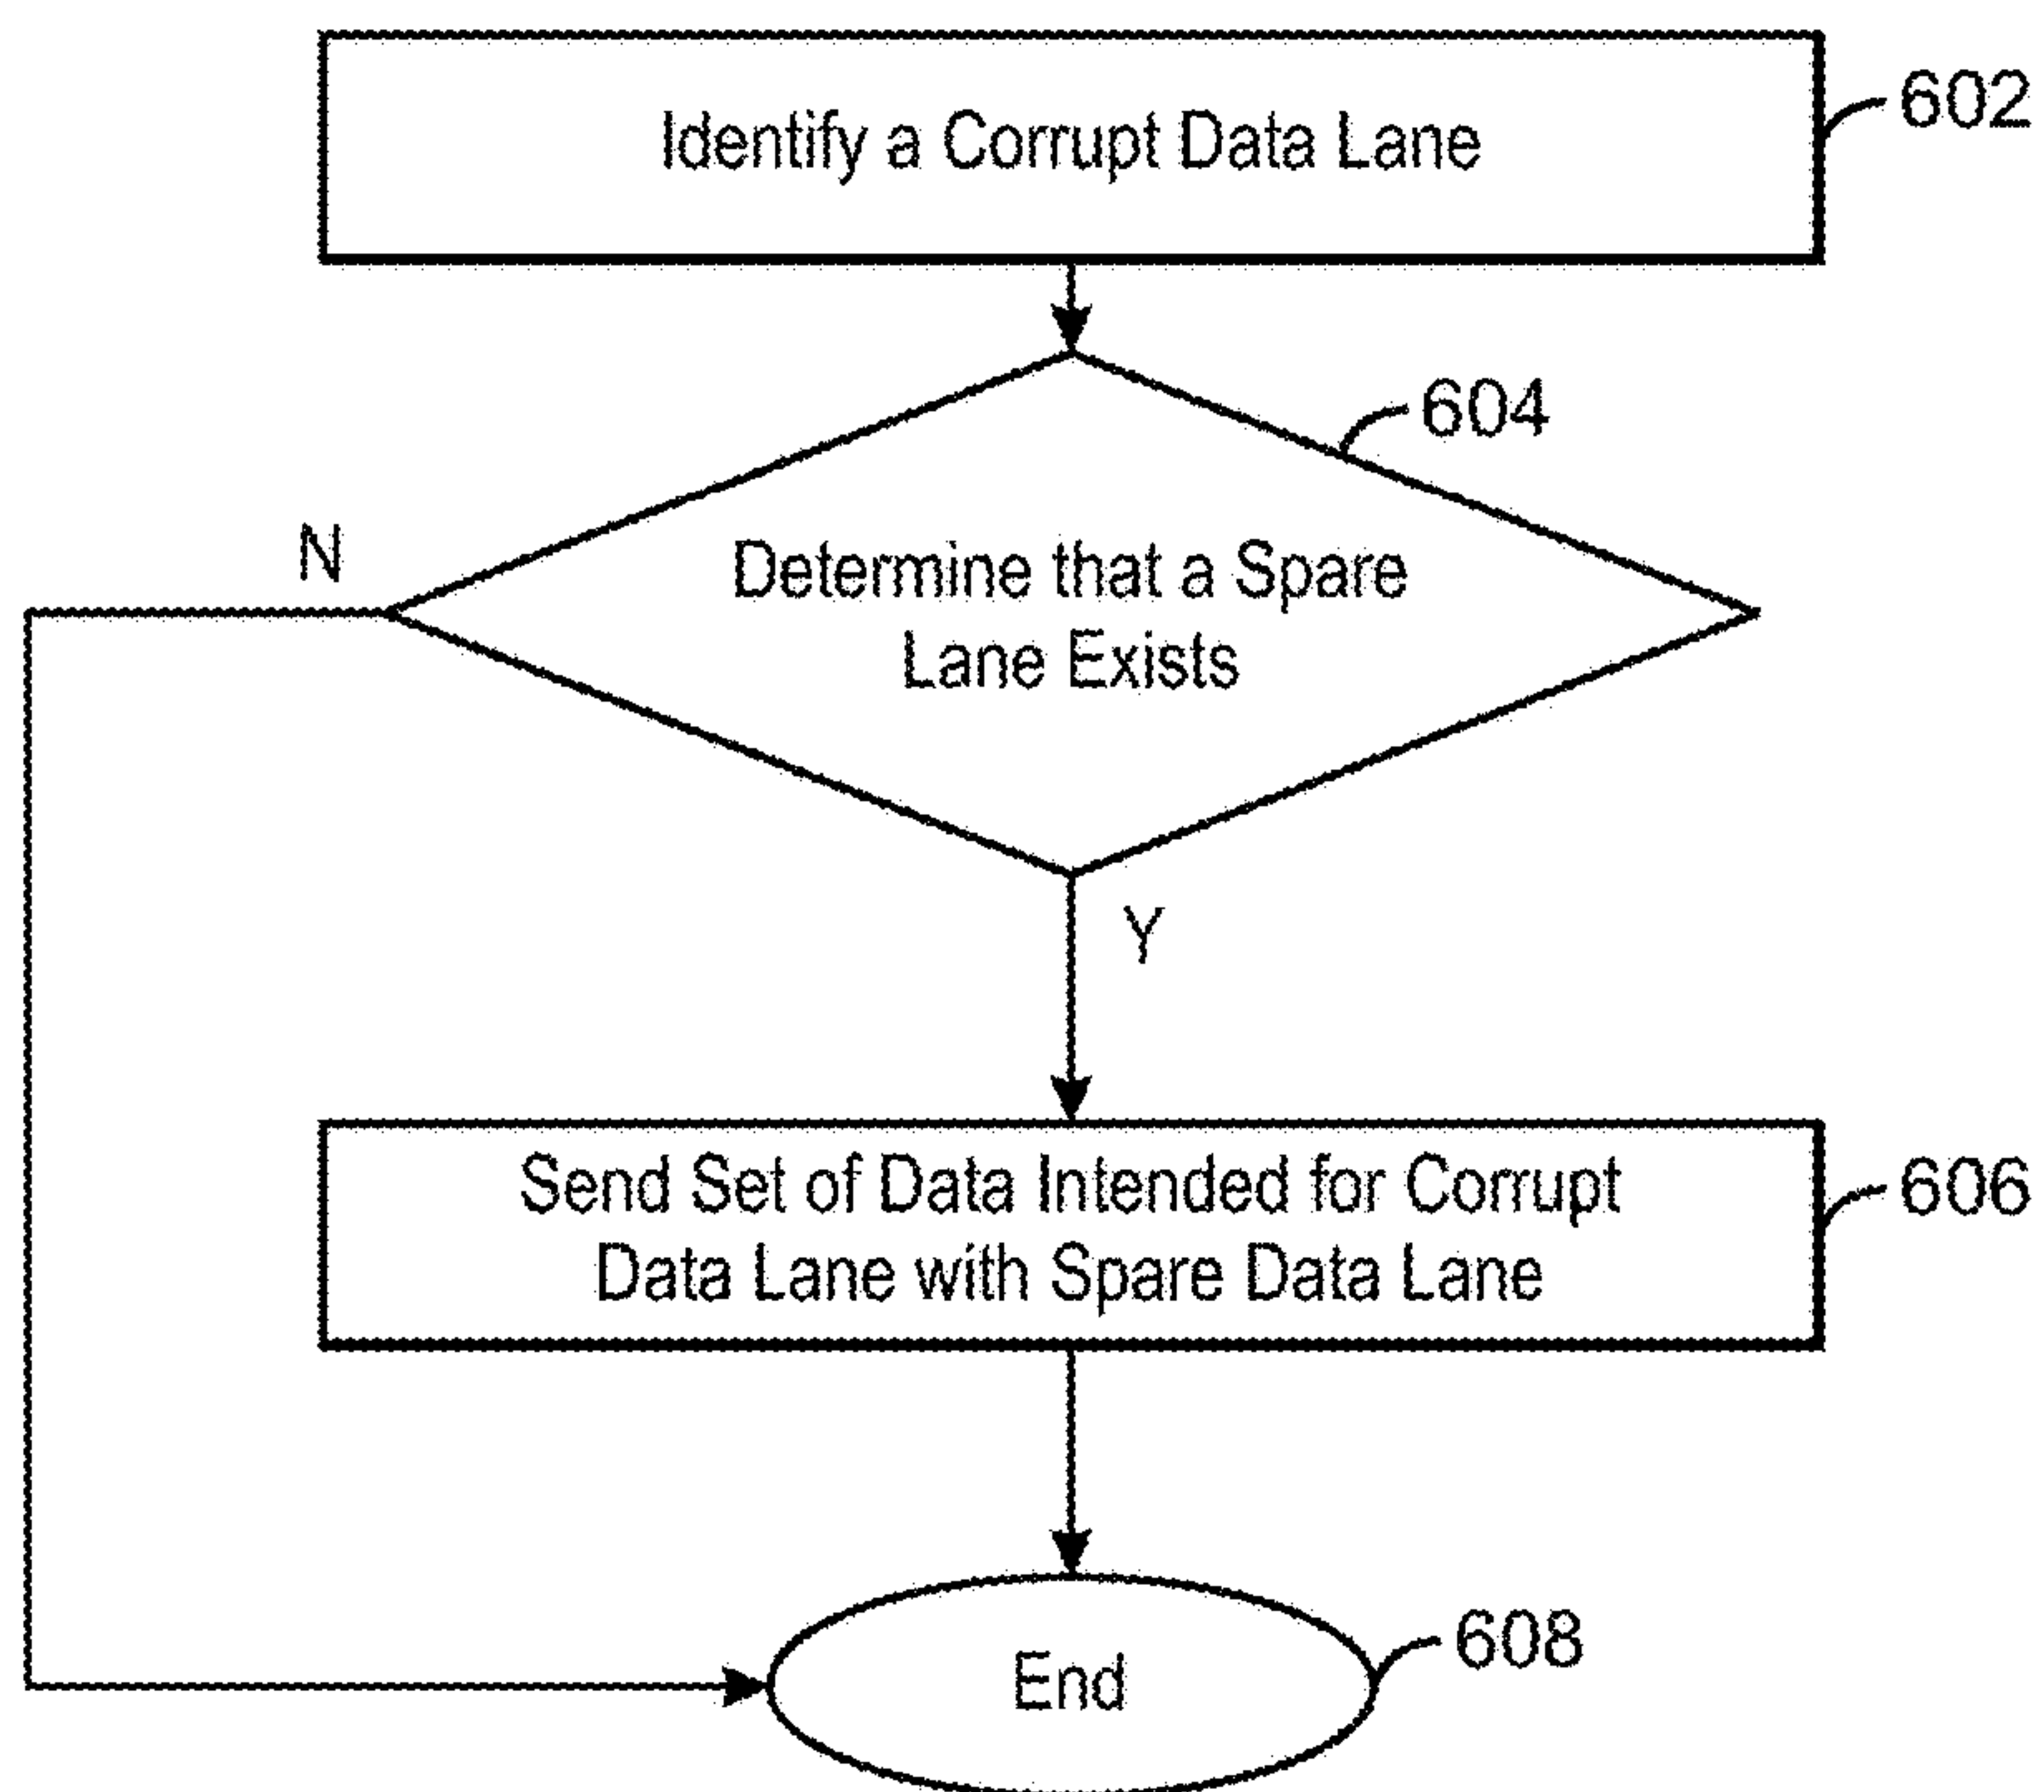 Identify a Corrupt Data Lane
602
604
N
Determine that a Spare
Lane Exists
Y
Send Set of Data Intended for Corrupt
Data Lane with Spare Data Lane
606
End
608